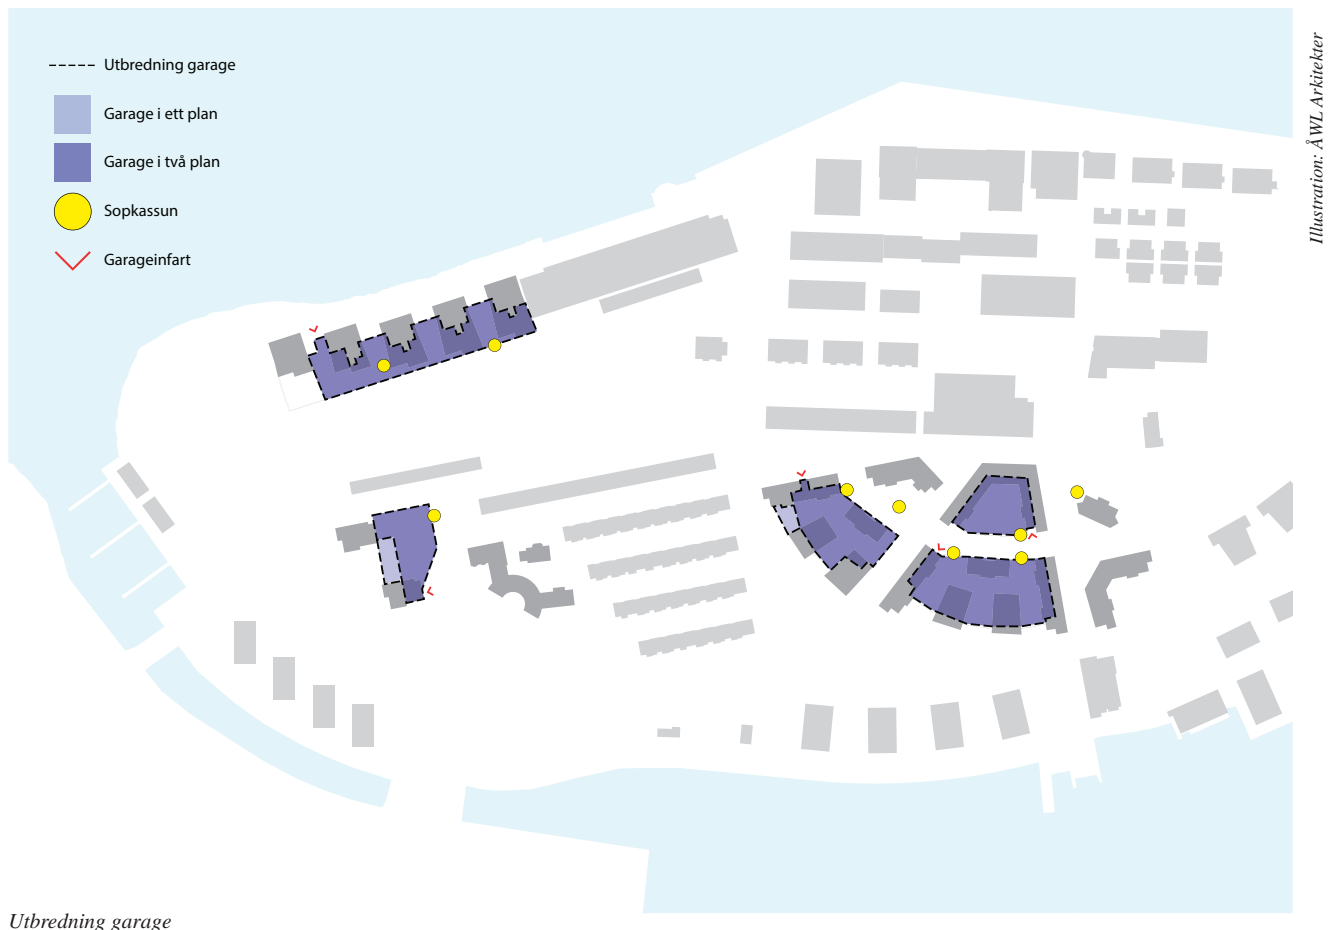 Utbredning garage
Garage i ett plan
Garage i två plan
Sopkassun
Garageinfart
Illustration: ÅWL Arkitekter
Utbredning garage